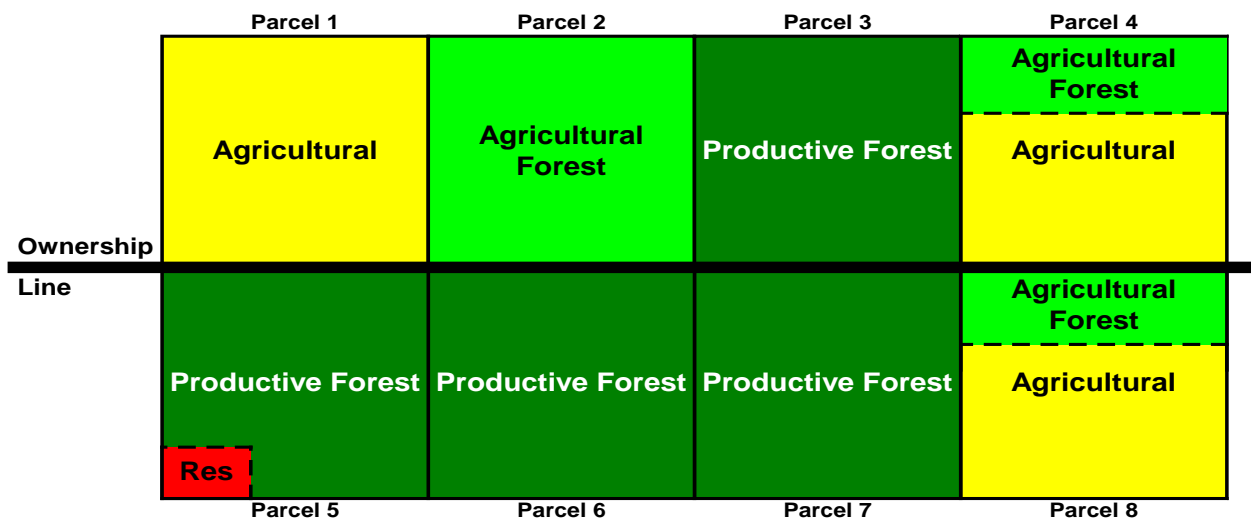 Parcel 1 Parcel 2 Parcel 3 Parcel 4
Agricultural
Forest
Agricultural
Agricultural
Forest
Productive Forest
Agricultural
Ownership
Line
Agricultural
Forest
Productive Forest Productive Forest Productive Forest Agricultural
Res
Parcel 5 Parcel 6 Parcel 7 Parcel 8